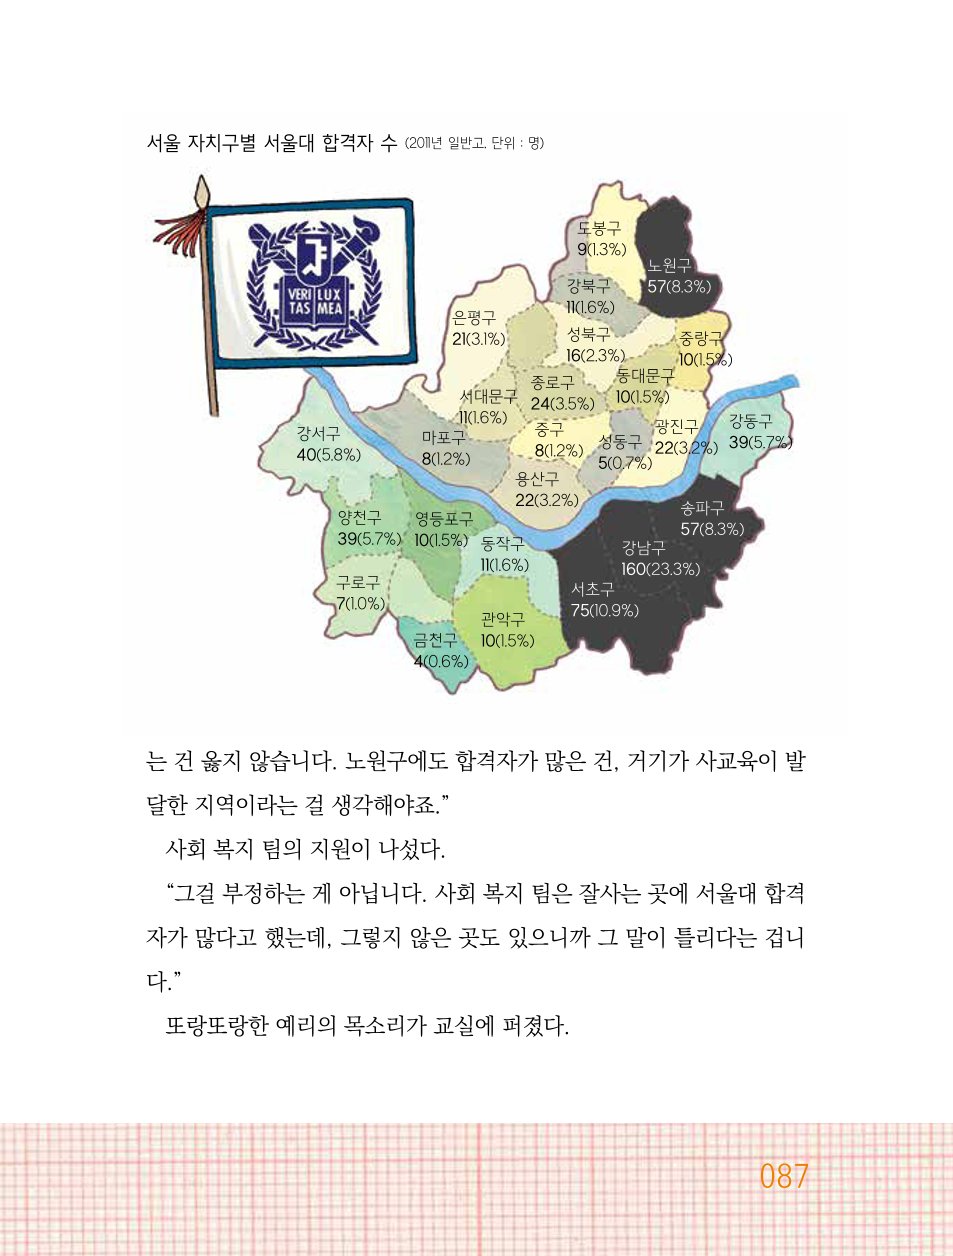 서울 자치구별 서울대 합격자 수 (2011년 일반고. 단위 : 명)
VERI LUX
TAS MEA
도봉구
9(1.3%)
노원구
57(8.3%)
강북구
11(1.6%)
은평구
21(3.1%)
성북구
16(2.3%)
중랑구
10(1.5%)
서대문구
11(1.6%)
종로구
24(3.5%)
동대문구
10(1.5%)
강서구
40(5.8%)
마포구
8(1.2%)
중구
8(1.2%)
성동구
5(0.7%)
광진구
22(3.2%)
강동구
39(5.7%)
용산구
22(3.2%)
양천구
39(5.7%)
영등포구
10(1.5%)
동작구
11(1.6%)
송파구
57(8.3%)
강남구
160(23.3%)
서초구
75(10.9%)
구로구
7(1.0%)
금천구
4(0.6%)
관악구
10(1.5%)
는 건 옳지 않습니다. 노원구에도 합격자가 많은 건, 거기가 사교육이 발
달한 지역이라는 걸 생각해야죠.”
사회 복지 팀의 지원이 나섰다.
“그걸 부정하는 게 아닙니다. 사회 복지 팀은 잘사는 곳에 서울대 합격
자가 많다고 했는데, 그렇지 않은 곳도 있으니까 그 말이 틀리다는 겁니
다.”
또랑또랑한 예리의 목소리가 교실에 퍼졌다.
087